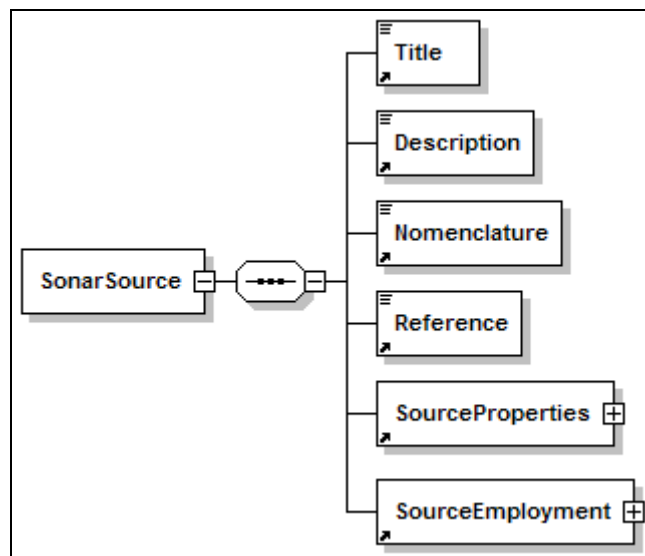 Title
Description
Nomenclature
SonarSource
Reference
SourceProperties
SourceEmployment